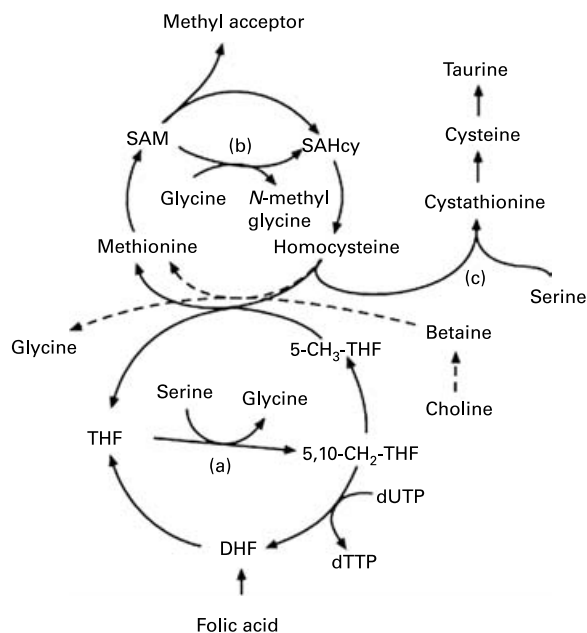 Methyl acceptor
Taurine
SAM
(b)
SAHcy
Cysteine
Glycine
N-methyl
glycine
Cystathionine
Methionine
Homocysteine
(c)
Serine
Glycine
Betaine
5-CH₃-THF
Serine
Glycine
Choline
THF
(a)
5,10-CH₂-THF
dUTP
DHF
dTTP
Folic acid